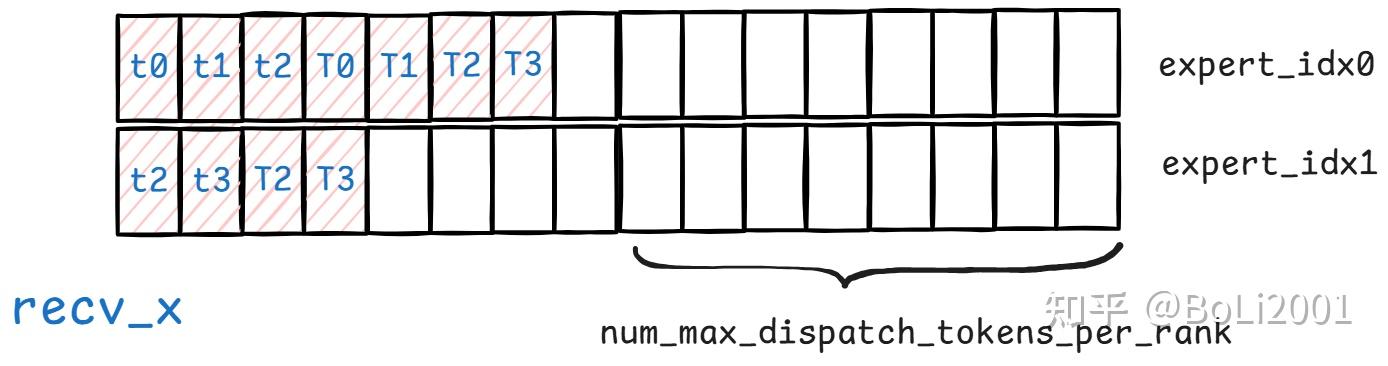 t0 t1 t2 T0 T1 T2 T3 expert_idx0
t2 t3 T2 T3 expert_idx1
recv_x
知乎 @BoLi2001
num_max_dispatch_tokens_per_rank